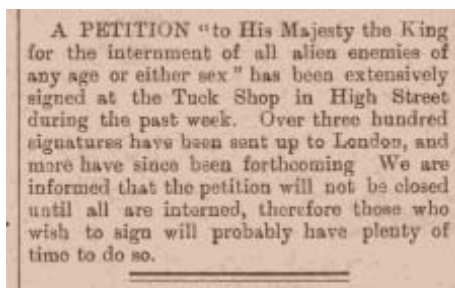 A PETITION "to His Majesty the King
for the internment of all alien enemies of
any age or either sex" has been extensively
signed at the Tuck Shop in High Street
during the past week. Over three hundred
signatures have been sent up to London, and
more have since been forthcoming We are
informed that the petition will not be closed
until all are interned, therefore those who
wish to sign will probably have plenty of
time to do so.